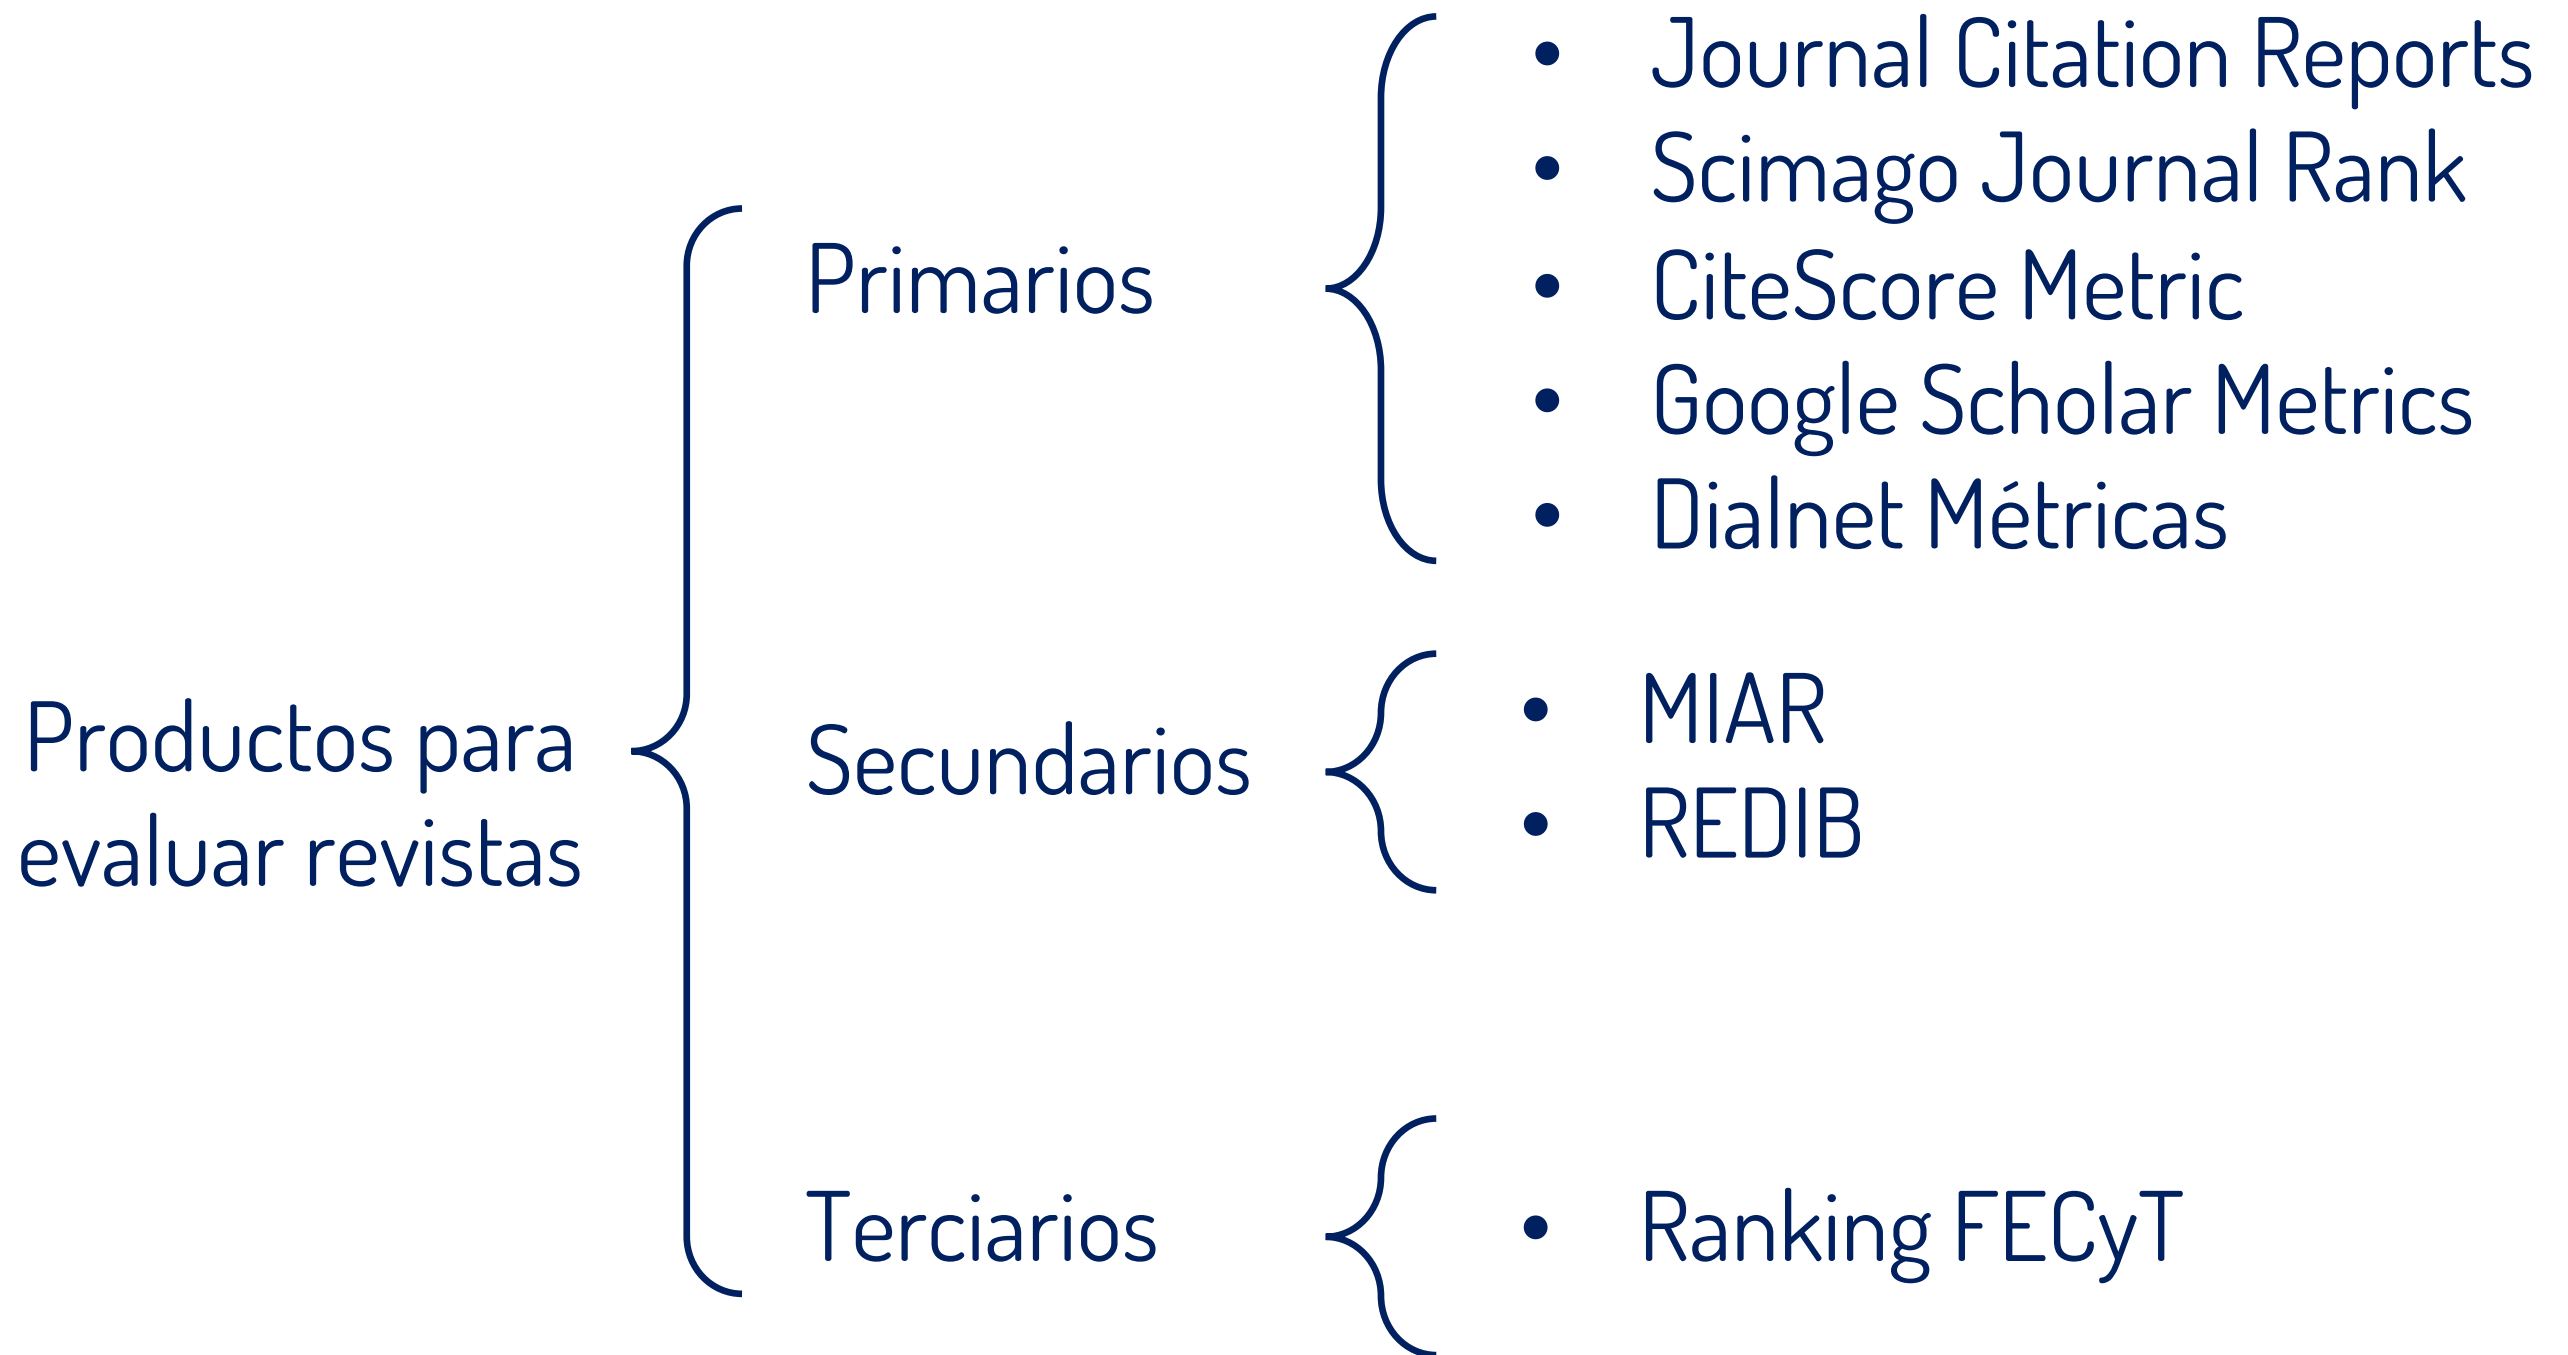 Productos para
evaluar revistas
Primarios
• Journal Citation Reports
• Scimago Journal Rank
• CiteScore Metric
• Google Scholar Metrics
• Dialnet Métricas
Secundarios
• MIAR
• REDIB
Terciarios
• Ranking FECyT